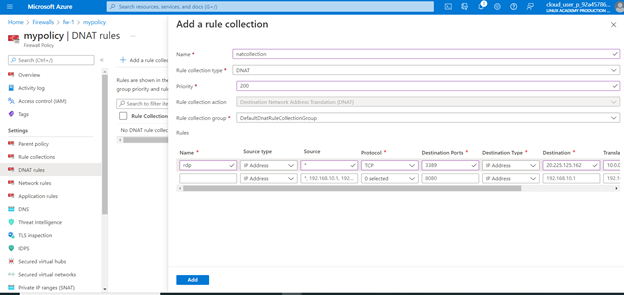 Microsoft Azure
Search resources, services, and docs (G+/)
cloud_user_p_92a45786...
LINUX ACADEMY PRODUCTION ...
Home > Firewalls > fw-1 > mypolicy
mypolicy | DNAT rules ...
Firewall Policy
Search (Ctrl+/)
Overview
Activity log
Access control (IAM)
Tags
Settings
Parent policy
Rule collections
DNAT rules
Network rules
Application rules
DNS
Threat Intelligence
TLS inspection
IDPS
Secured virtual hubs
Secured virtual networks
Private IP ranges (SNAT)
+ Add a rule collec
Rules are shown in the
group priority and rule
Search to filter item
Rule Collection
No DNAT rule collec
Add a rule collection
Name * natcollection
Rule collection type * DNAT
Priority * 200
Rule collection action Destination Network Address Translation (DNAT)
Rule collection group * DefaultDnatRuleCollectionGroup
Rules
Name * Source type Source Protocol * Destination Ports * Destination Type * Destination * Transla
rdp IP Address * TCP 3389 IP Address 20.225.125.162 10.0.0
IP Address *, 192.168.10.1, 192... 0 selected 8080 IP Address 192.168.10.1 192.16
Add